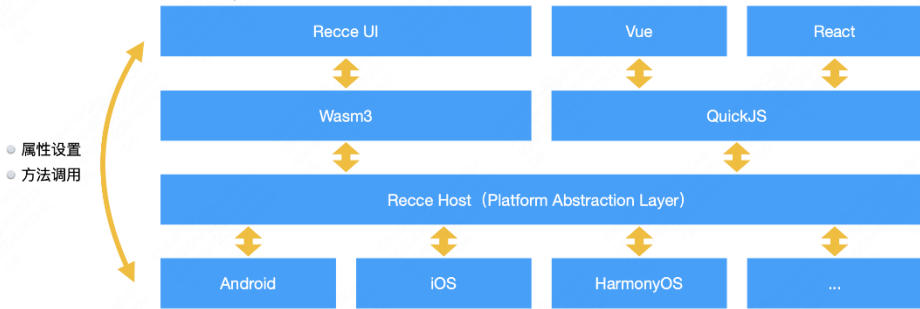 Recce UI
Vue
React
Wasm3
QuickJS
属性设置
方法调用
Recce Host（Platform Abstraction Layer）
Android
iOS
HarmonyOS
...